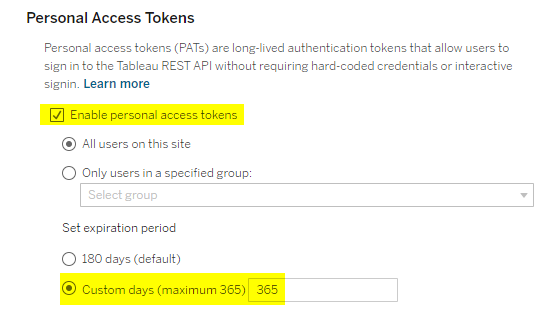 Personal Access Tokens
Personal access tokens (PATs) are long-lived authentication tokens that allow users to
sign in to the Tableau REST API without requiring hard-coded credentials or interactive
signin. Learn more
Enable personal access tokens
All users on this site
Only users in a specified group:
Select group
Set expiration period
180 days (default)
Custom days (maximum 365) 365